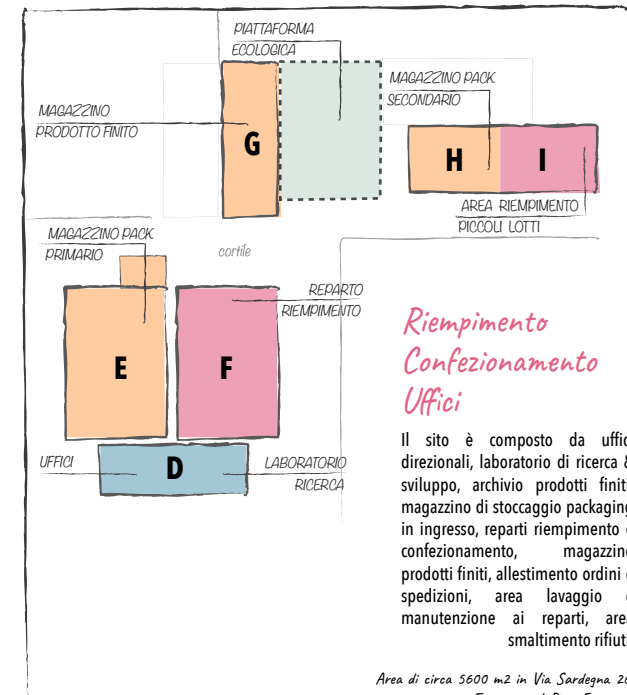 PIATTAFORMA
ECOLOGICA
MAGAZZINO PACK
SECONDARIO
MAGAZZINO
PRODOTTO FINITO
G
H
I
AREA RIEMPIMENTO
PICCOLI LOTTI
MAGAZZINO PACK
PRIMARIO
cortile
REPARTO
RIEMPIMENTO
E
F
D
UFFICI
LABORATORIO
RICERCA
Riempimento
Confezionamento
Uffici
Il sito è composto da uffici
direzionali, laboratorio di ricerca &
sviluppo, archivio prodotti finiti,
magazzino di stoccaggio packaging
in ingresso, reparti riempimento e
confezionamento, magazzino
prodotti finiti, allestimento ordini e
spedizioni, area lavaggio e
manutenzione ai reparti, area
smaltimento rifiuti
Area di circa 5600 m2 in Via Sardegna